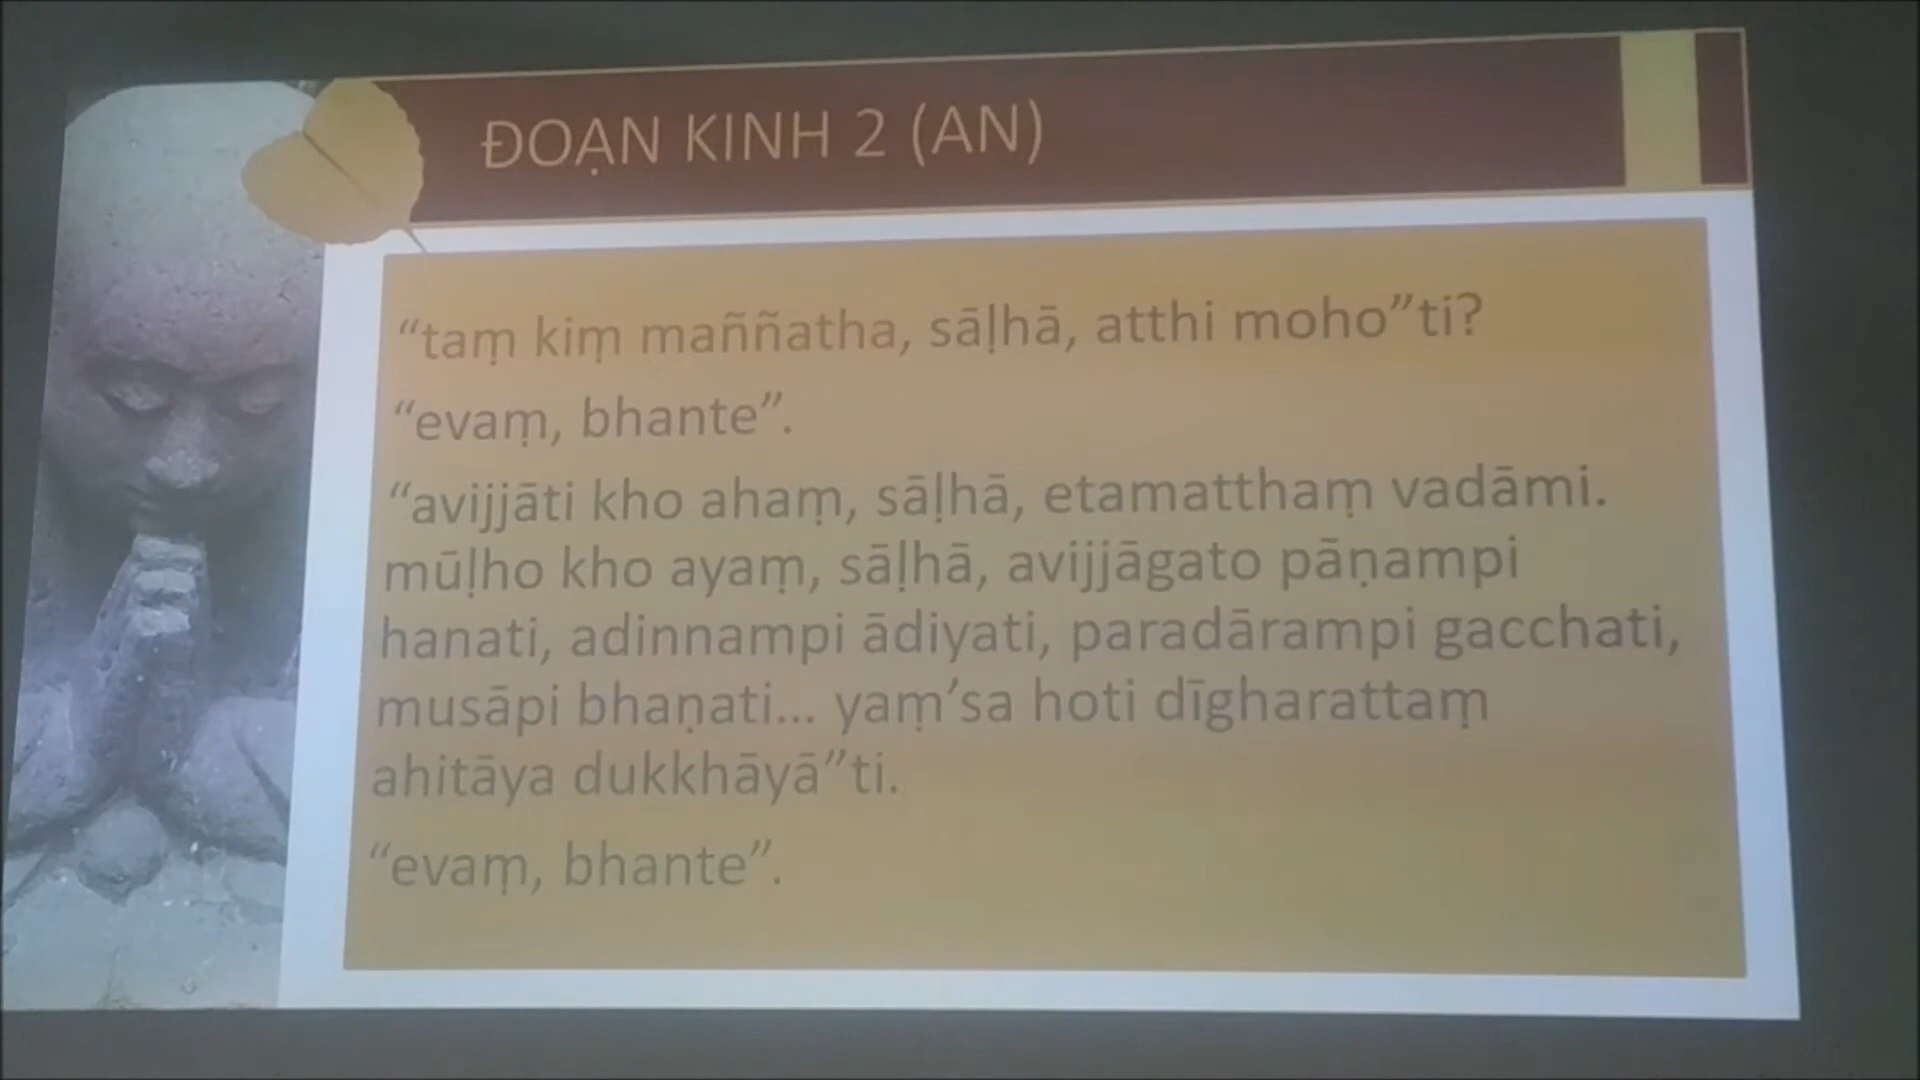 ĐOẠN KINH 2 (AN)
“taṃ kiṃ maññatha, sāḷhā, atthi moho”ti?
“evaṃ, bhante”.
“avijjāti kho ahaṃ, sāḷhā, etamatthaṃ vadāmi.
mūḷho kho ayaṃ, sāḷhā, avijjāgato pāṇampi
hanati, adinnampi ādiyati, paradārampi gacchati,
musāpi bhaṇati... yaṃ’sa hoti dīgharattaṃ
ahitāya dukkhāyā”ti.
“evaṃ, bhante”.